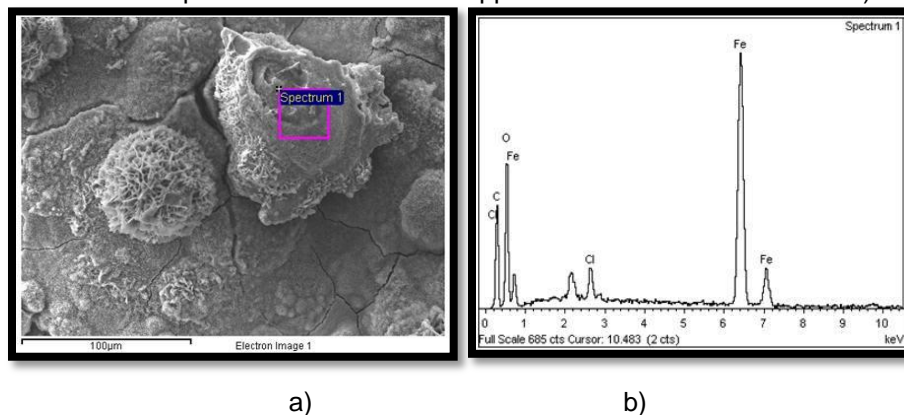 Spectrum 1
100µm
Electron Image 1
Spectrum 1
Fe
O
Fe
C
Cl
Cl
Fe
0 1 2 3 4 5 6 7 8 9 10
Full Scale 685 cts Cursor: 10.483 (2 cts)
keV
a)
b)